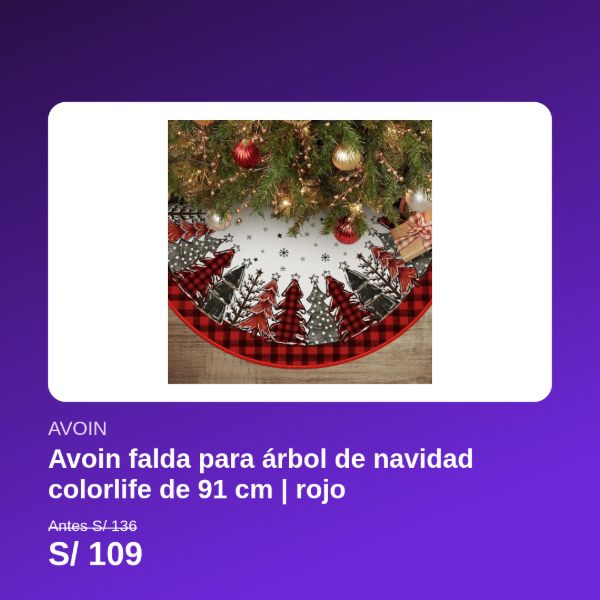 AVOIN
Avoin falda para árbol de navidad
colorlife de 91 cm | rojo
Antes S/ 136
S/ 109